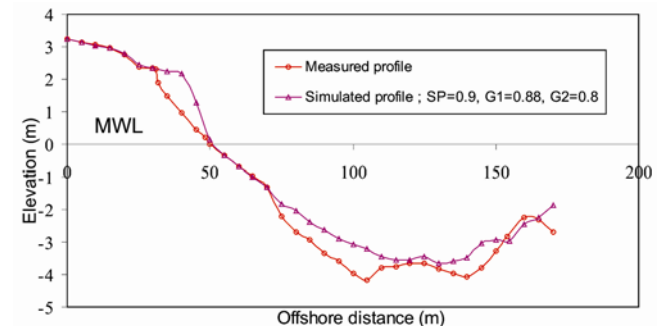 4
3
2
1
0
-1
-2
-3
-4
-5
Elevation (m)
MWL
Measured profile
Simulated profile ; SP=0.9, G1=0.88, G2=0.8
0 50 100 150 200
Offshore distance (m)